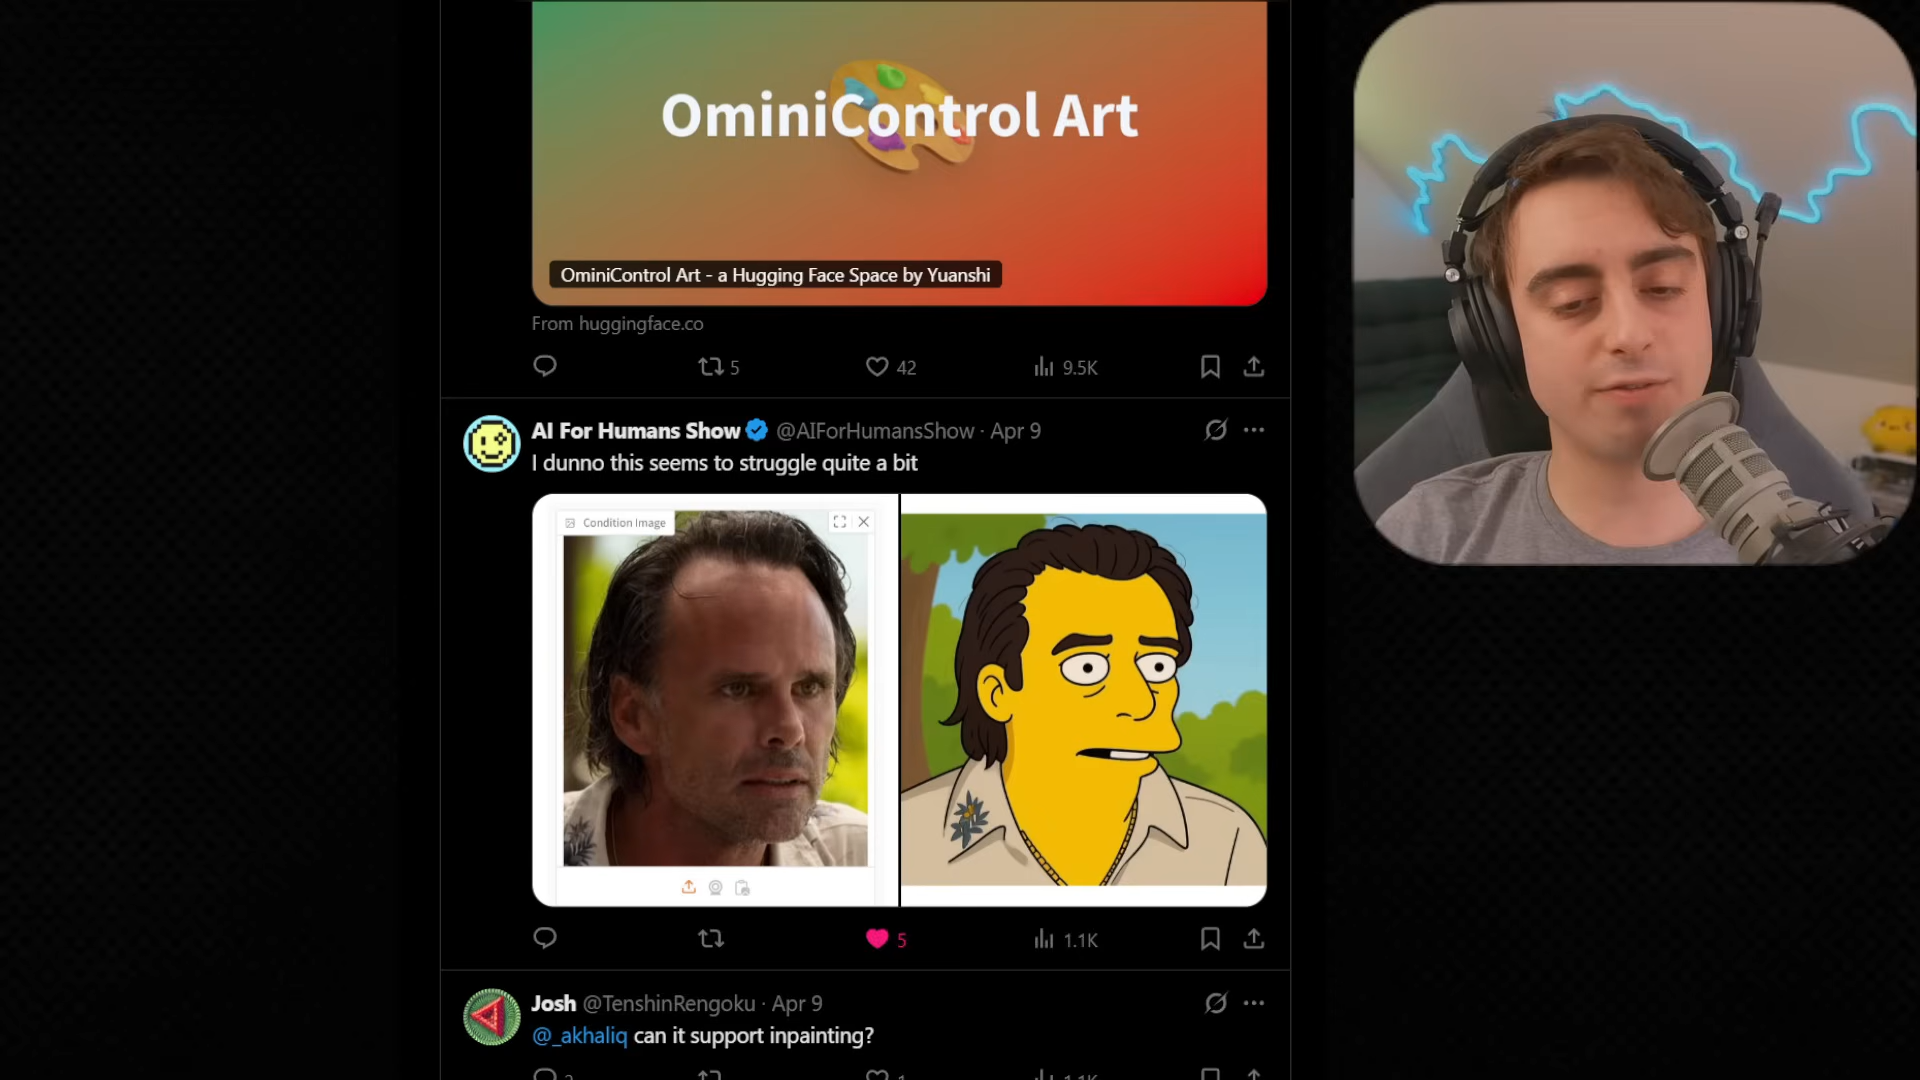 OminiControl Art
OminiControl Art - a Hugging Face Space by Yuanshi
From huggingface.co
5
42
9.5K
AI For Humans Show @AIForHumansShow · Apr 9
I dunno this seems to struggle quite a bit
Condition Image
5
1.1K
Josh @TenshinRengoku · Apr 9
@_akhaliq can it support inpainting?